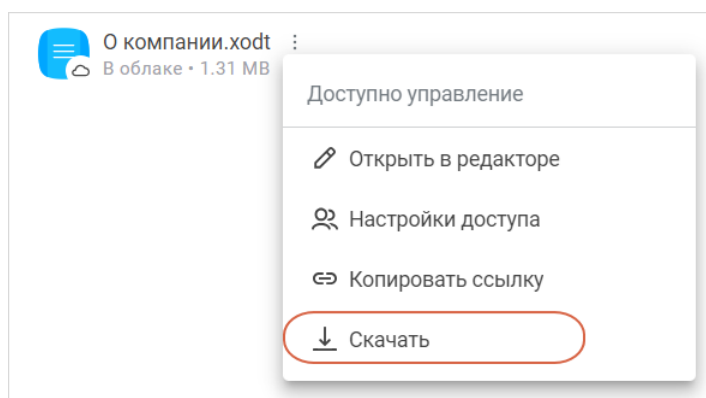 О компании.xodt
В облаке • 1.31 MB
Доступно управление
Открыть в редакторе
Настройки доступа
Копировать ссылку
Скачать